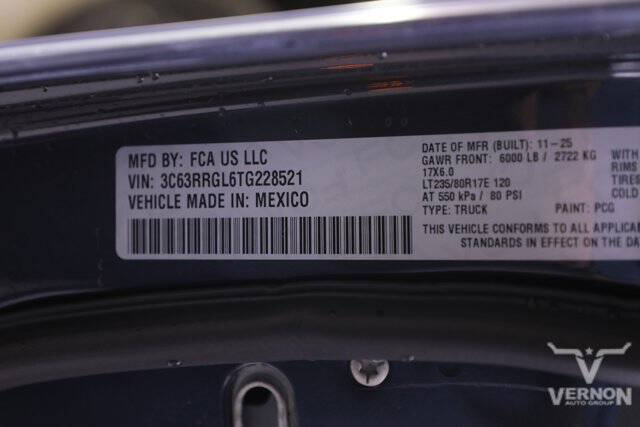 MFD BY: FCA US LLC
VIN: 3C63RRGL6TG228521
VEHICLE MADE IN: MEXICO
DATE OF MFR (BUILT): 11-25
GAWR FRONT: 6000 LB / 2722 KG WITH
17X6.0 RIMS
LT235/80R17E 120 TIRES
AT 550 kPa / 80 PSI COLD
TYPE: TRUCK PAINT: PCG
THIS VEHICLE CONFORMS TO ALL APPLICA
STANDARDS IN EFFECT ON THE DA
VERNON
AUTO GROUP